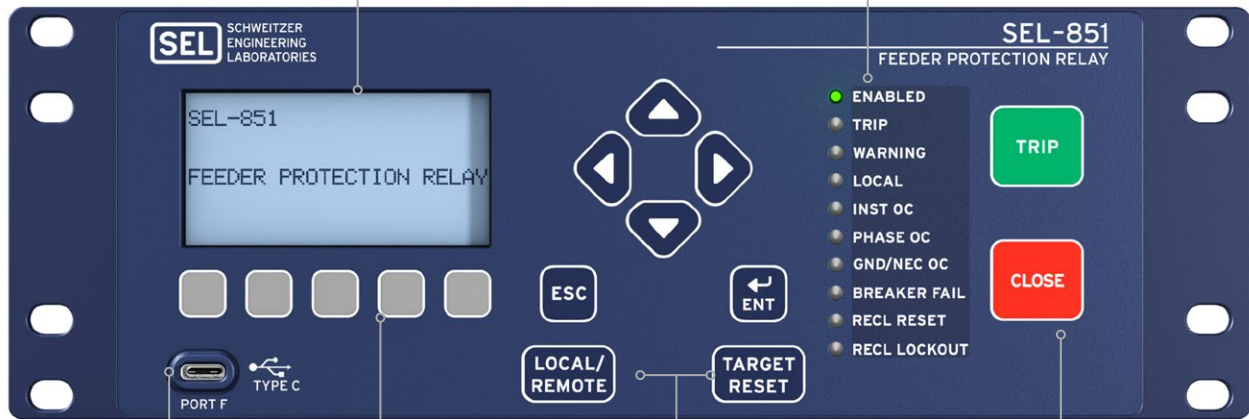 SEL
SCHWEITZER
ENGINEERING
LABORATORIES
SEL-851
FEEDER PROTECTION RELAY
SEL-851
FEEDER PROTECTION RELAY
ENABLED
TRIP
WARNING
LOCAL
INST OC
PHASE OC
GND/NEC OC
BREAKER FAIL
RECL RESET
RECL LOCKOUT
TRIP
CLOSE
ESC
ENT
LOCAL/
REMOTE
TARGET
RESET
TYPE C
PORT F